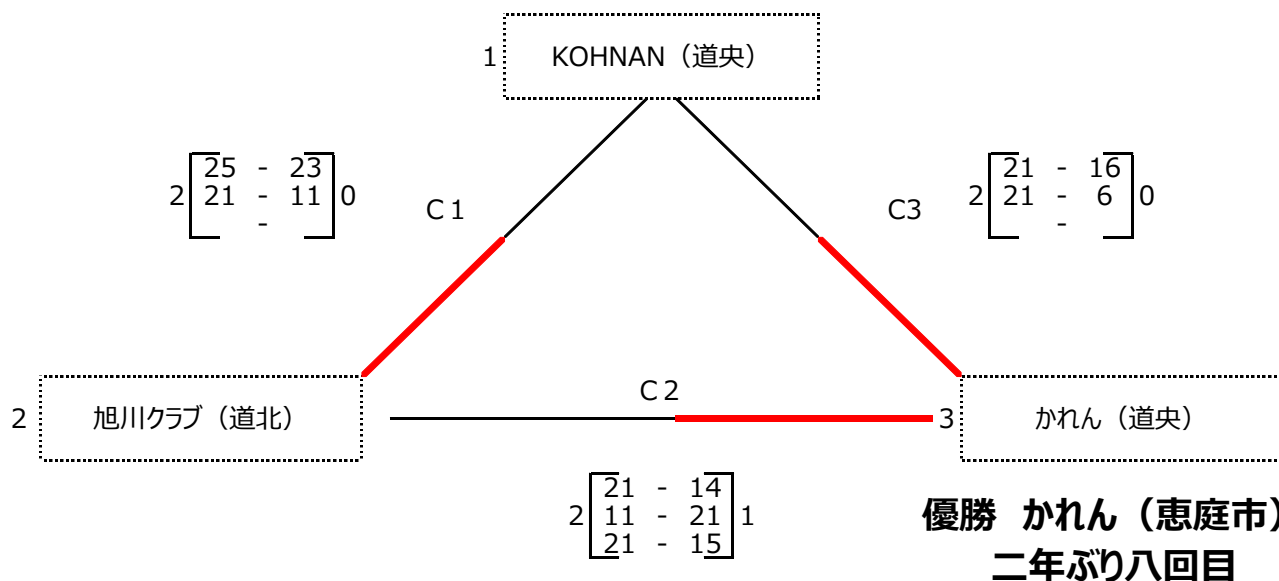 1 KOHNAN（道央）
25 - 23
2 21 - 11 0
-
C1
C3
21 - 16
2 21 - 6 0
-
2 旭川クラブ（道北）
C2
3 かれん（道央）
21 - 14
2 11 - 21 1
21 - 15
優勝 かれん（恵庭市）
二年ぶり八回目